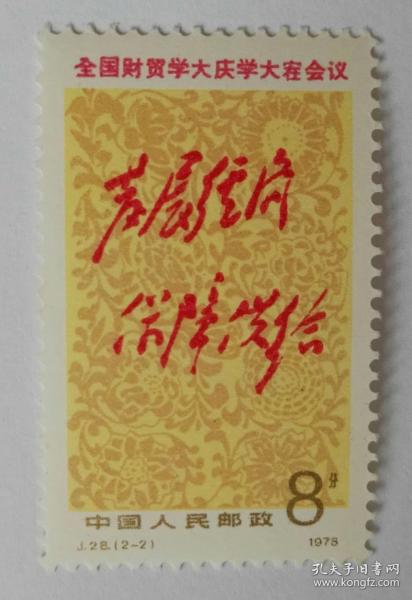 全国财贸学大庆学大寨会议
发展经济
保障供给
8分
中国人民邮政
J.28.(2-2)
1978
孔夫子旧书网
www.kongfz.com